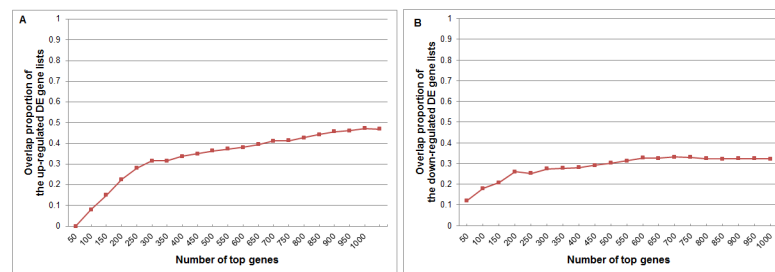 A
1
0.9
0.8
0.7
0.6
0.5
0.4
0.3
0.2
0.1
0
Overlap proportion of
the up-regulated DE gene lists
50 100 150 200 250 300 350 400 450 500 550 600 650 700 750 800 850 900 950 1000
Number of top genes
B
1
0.9
0.8
0.7
0.6
0.5
0.4
0.3
0.2
0.1
0
Overlap proportion of
the down-regulated DE gene lists
50 100 150 200 250 300 350 400 450 500 550 600 650 700 750 800 850 900 950 1000
Number of top genes